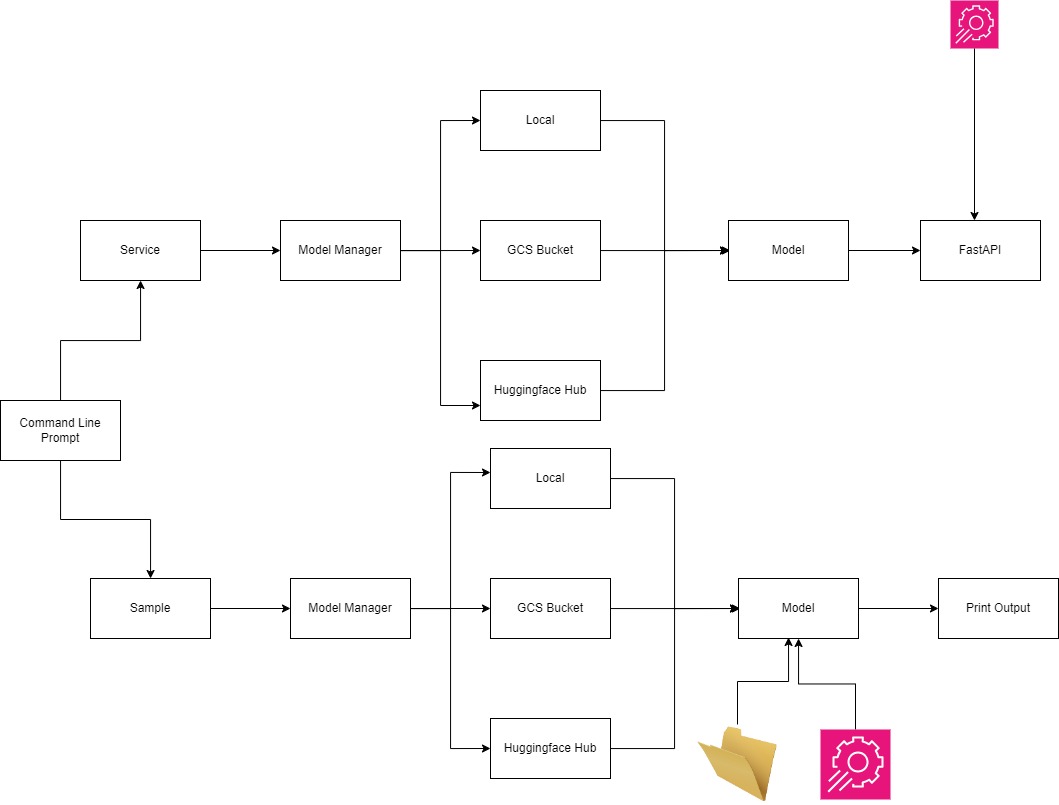 Local
Service
Model Manager
GCS Bucket
Model
FastAPI
Huggingface Hub
Command Line
Prompt
Local
Sample
Model Manager
GCS Bucket
Model
Print Output
Huggingface Hub